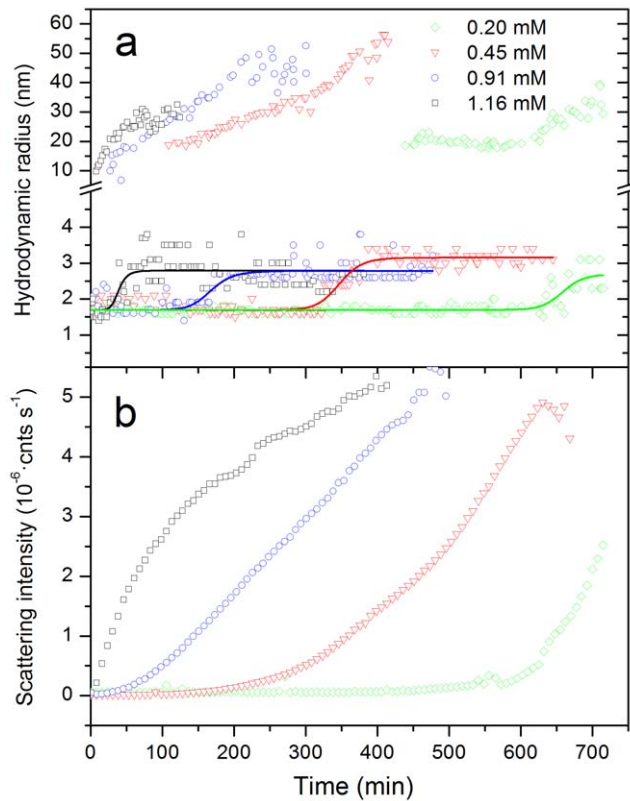 a
0.20 mM
0.45 mM
0.91 mM
1.16 mM
Hydrodynamic radius (nm)
60
50
40
30
20
10
4
3
2
1
b
Scattering intensity (10⁻⁶·cnts s⁻¹)
5
4
3
2
1
0
0 100 200 300 400 500 600 700
Time (min)